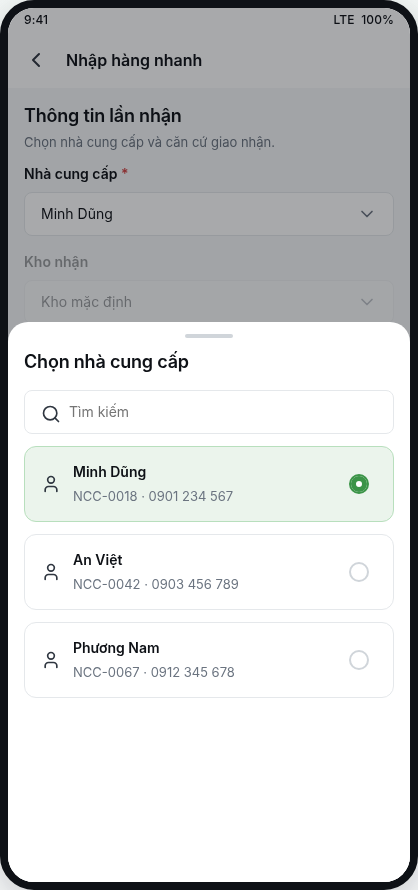 9:41 LTE 100%
Nhập hàng nhanh
Thông tin lần nhận
Chọn nhà cung cấp và căn cứ giao nhận.
Nhà cung cấp *
Minh Dũng
Kho nhận
Kho mặc định
Chọn nhà cung cấp
Tìm kiếm
Minh Dũng
NCC-0018 · 0901 234 567
An Việt
NCC-0042 · 0903 456 789
Phương Nam
NCC-0067 · 0912 345 678